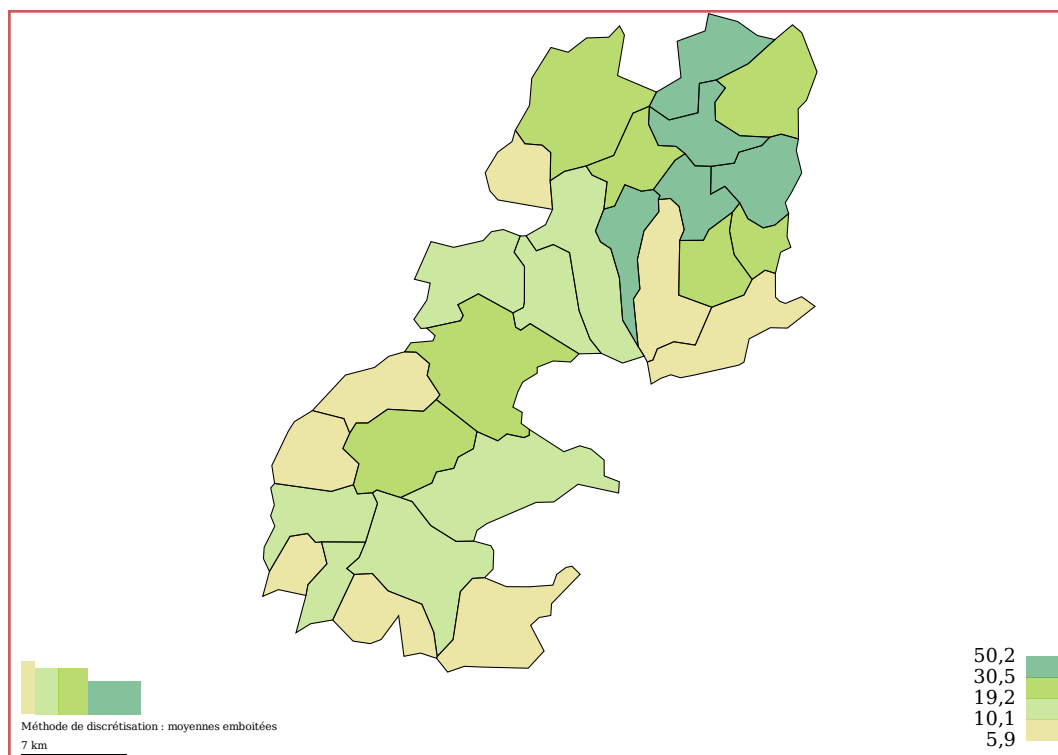 50,2
30,5
19,2
10,1
5,9
Méthode de discrétisation : moyennes emboitées
7 km